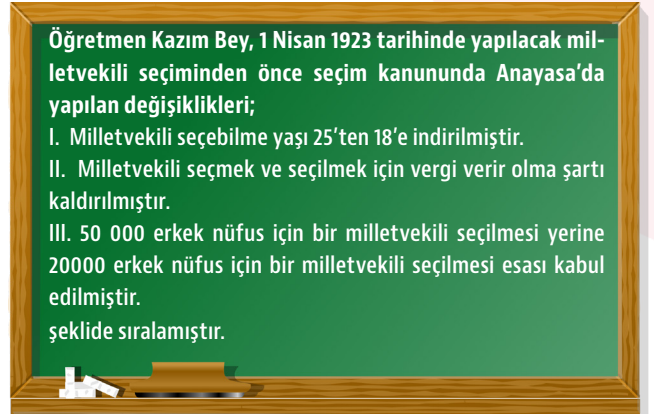 Öğretmen Kazım Bey, 1 Nisan 1923 tarihinde yapılacak mil-
letvekili seçiminden önce seçim kanununda Anayasa'da
yapılan değişiklikleri;
I. Milletvekili seçebilme yaşı 25'ten 18'e indirilmiştir.
II. Milletvekili seçmek ve seçilmek için vergi verir olma şartı
kaldırılmıştır.
III. 50 000 erkek nüfus için bir milletvekili seçilmesi yerine
20000 erkek nüfus için bir milletvekili seçilmesi esası kabul
edilmiştir.
şeklide sıralamıştır.